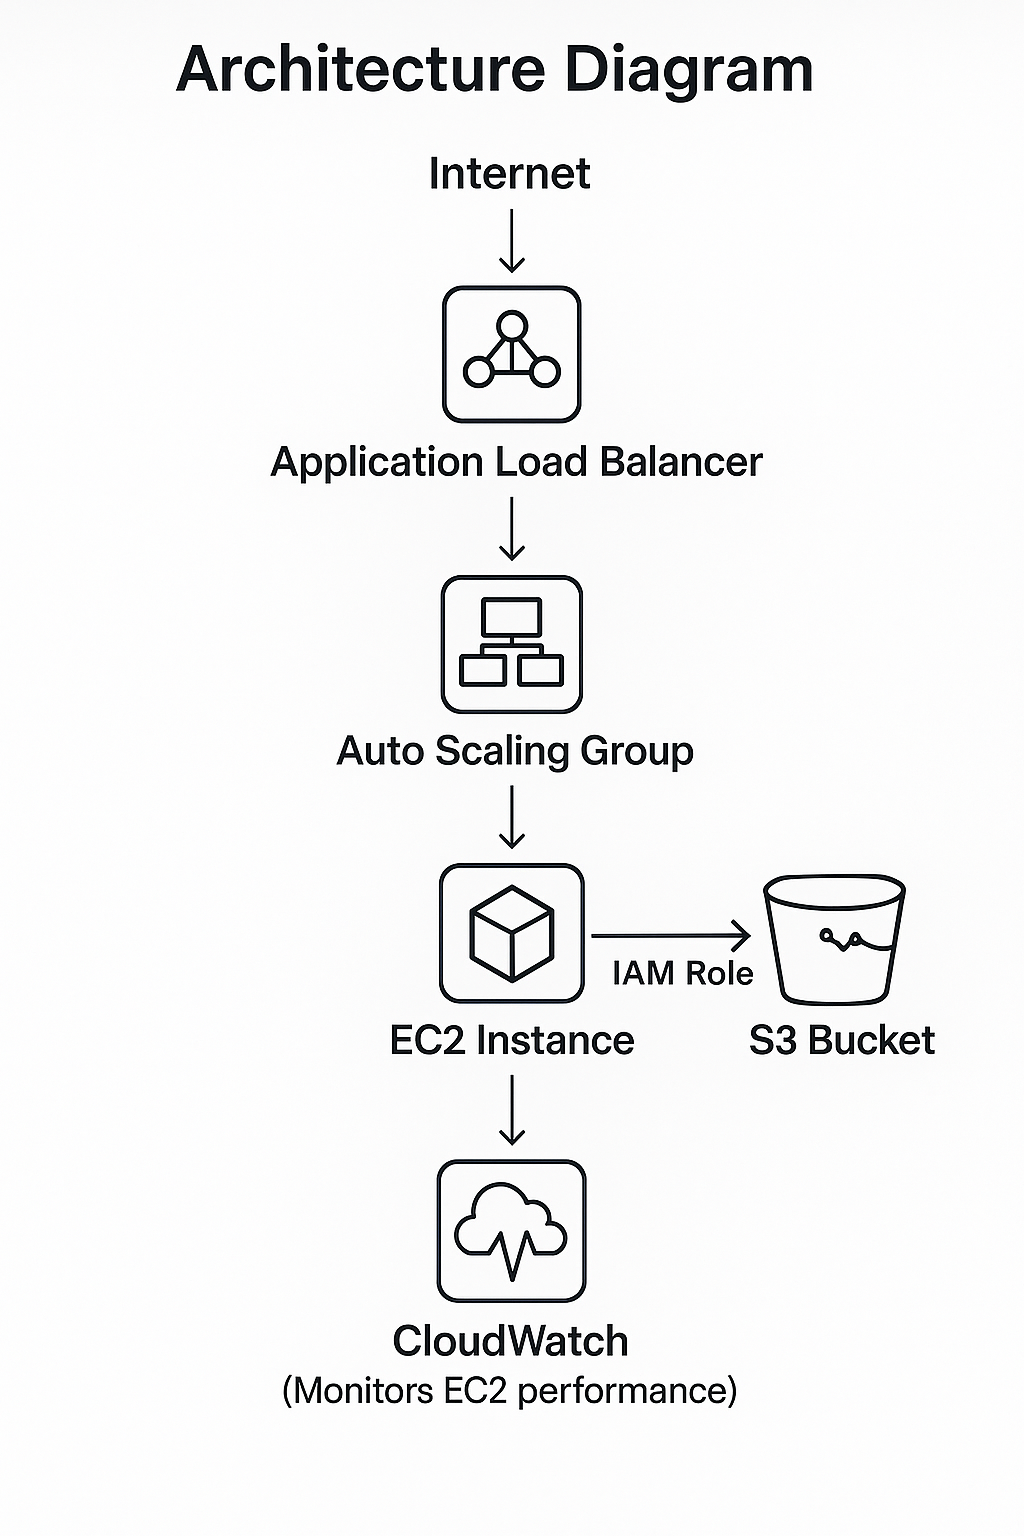 Architecture Diagram
Internet
Application Load Balancer
Auto Scaling Group
IAM Role
EC2 Instance
S3 Bucket
CloudWatch
(Monitors EC2 performance)